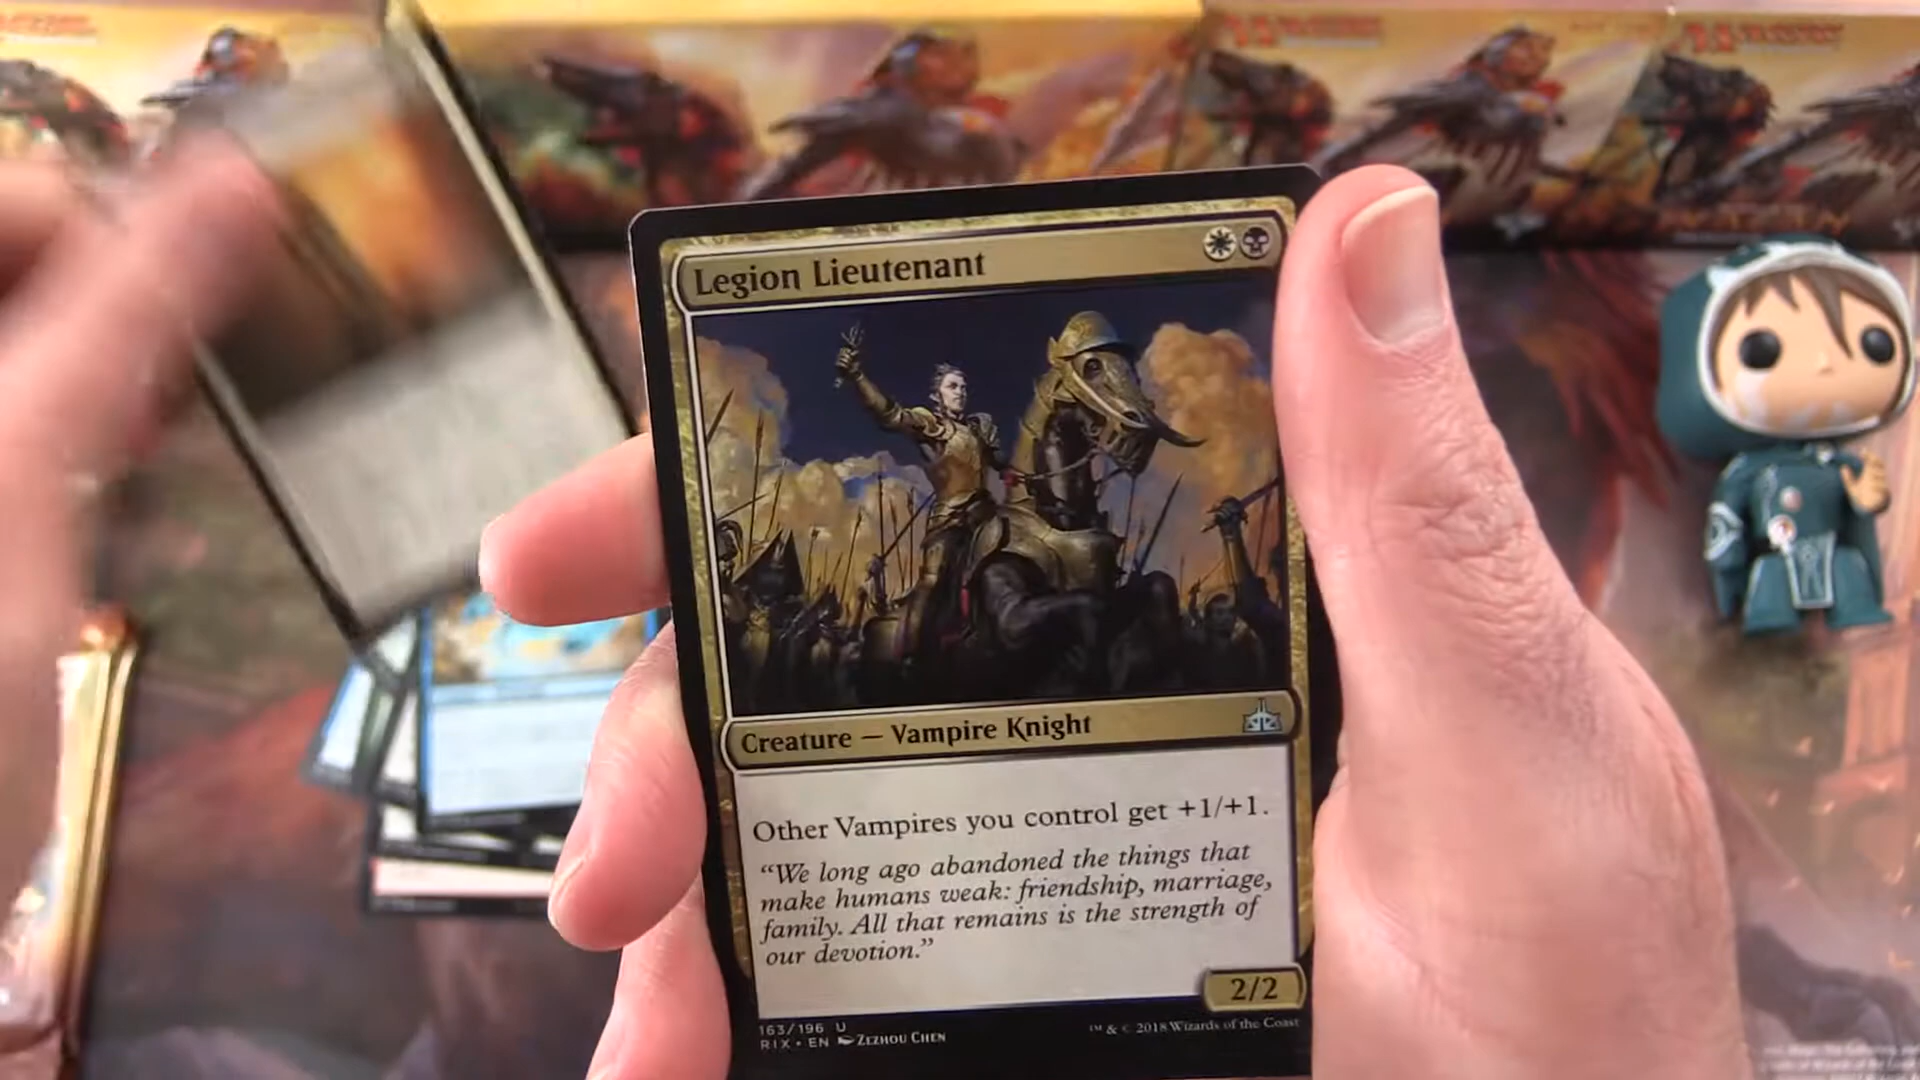 Legion Lieutenant
Creature — Vampire Knight
Other Vampires you control get +1/+1.
“We long ago abandoned the things that
make humans weak: friendship, marriage,
family. All that remains is the strength of
our devotion.”
2/2
163/196 U
RIX • EN Zezhou Chen
™ & © 2018 Wizards of the Coast